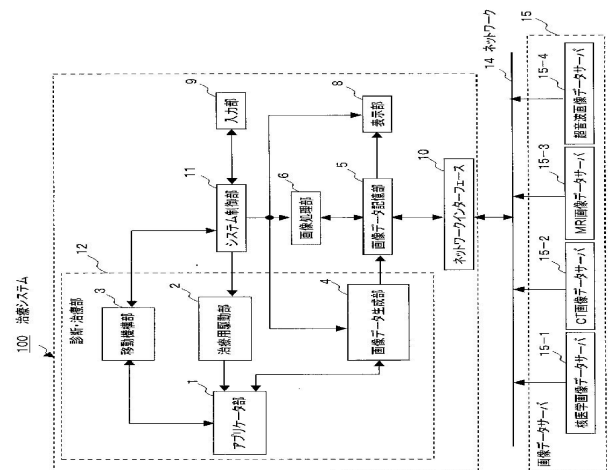 100 治療システム
12
診断・治療部
3
移動機構部
11
システム制御部
9
入力部
2
治療用駆動部
6
画像処理部
8
表示部
1
アプリケータ部
4
画像データ生成部
5
画像データ記憶部
10
ネットワークインターフェース
14 ネットワーク
15
画像データサーバ
15-1
核医学画像データサーバ
15-2
CT画像データサーバ
15-3
MRI画像データサーバ
15-4
超音波画像データサーバ